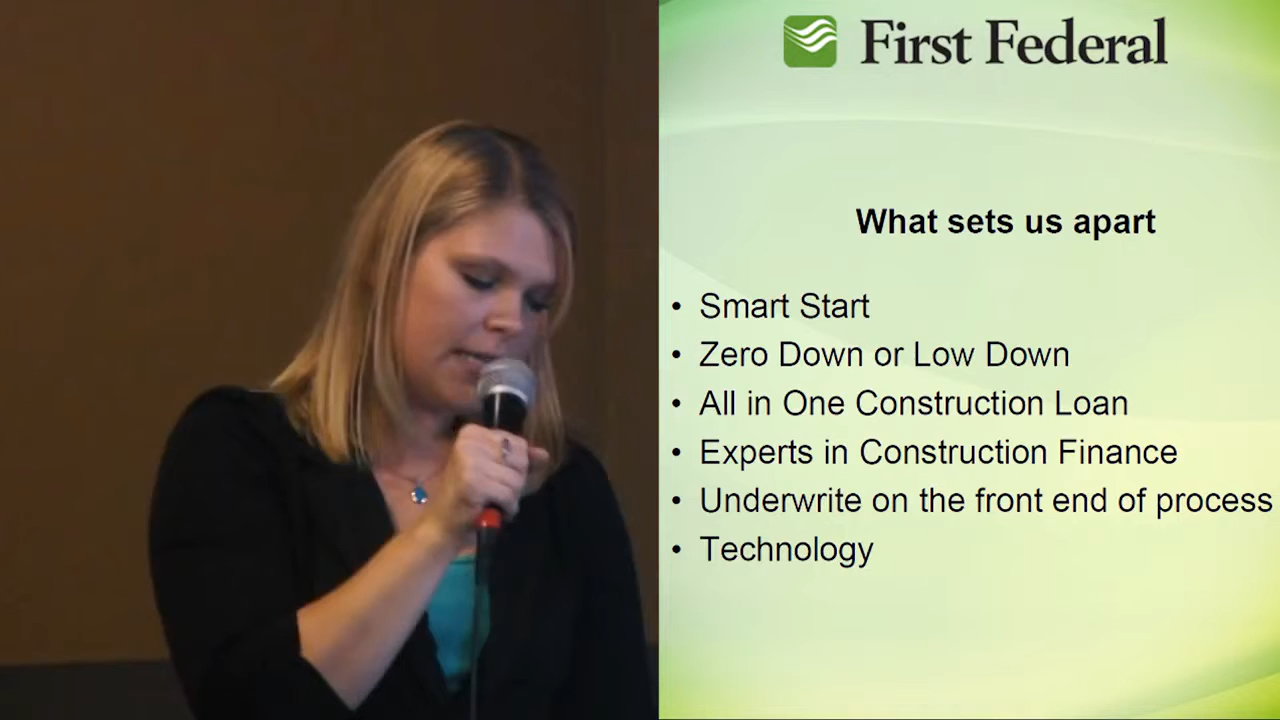 First Federal
What sets us apart
• Smart Start
• Zero Down or Low Down
• All in One Construction Loan
• Experts in Construction Finance
• Underwrite on the front end of process
• Technology